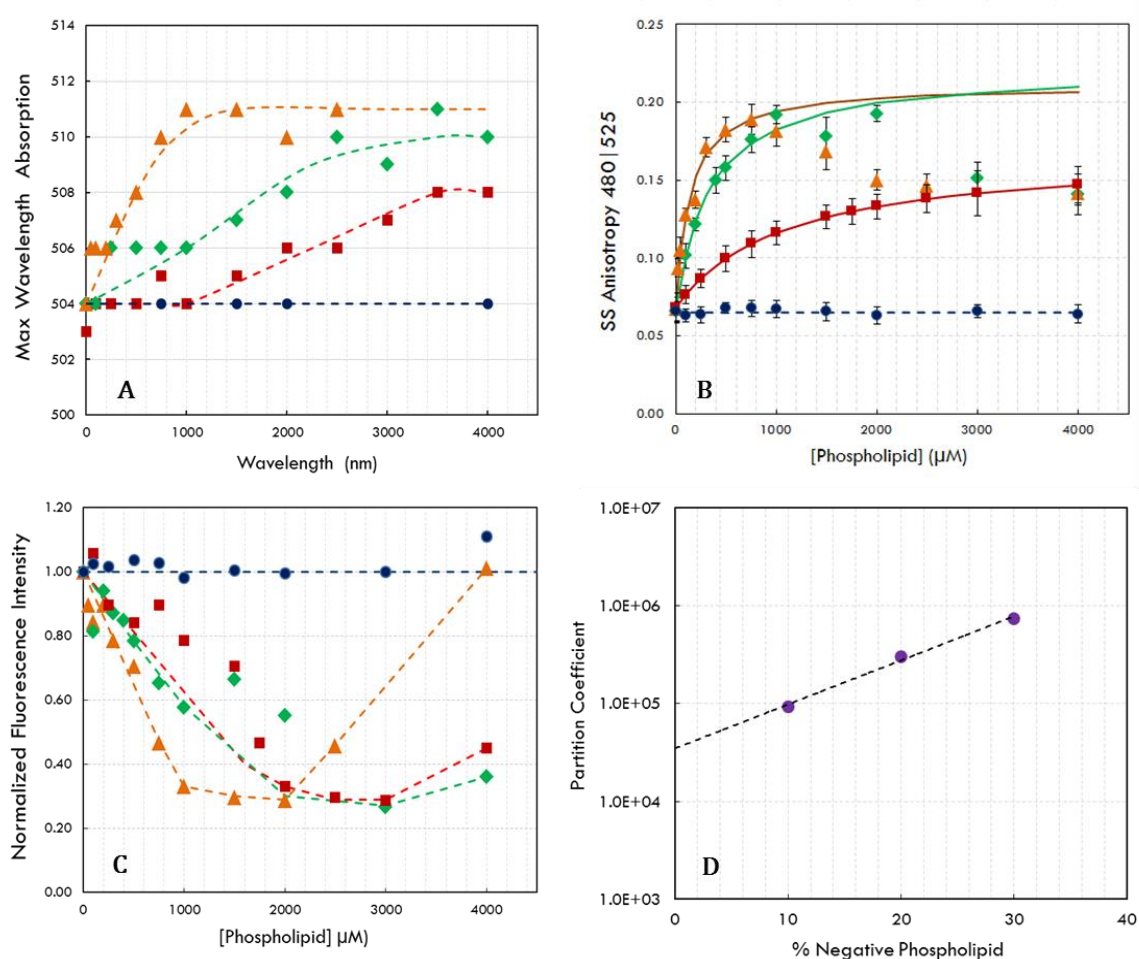 Max Wavelength Absorption
514
512
510
508
506
504
502
500
A
0 1000 2000 3000 4000
Wavelength (nm)
SS Anisotropy 480|525
0.25
0.20
0.15
0.10
0.05
0.00
B
0 1000 2000 3000 4000
[Phospholipid] (µM)
Normalized Fluorescence Intensity
1.20
1.00
0.80
0.60
0.40
0.20
0.00
C
0 1000 2000 3000 4000
[Phospholipid] µM)
Partition Coefficient
1.0E+07
1.0E+06
1.0E+05
1.0E+04
1.0E+03
D
0 10 20 30 40
% Negative Phospholipid